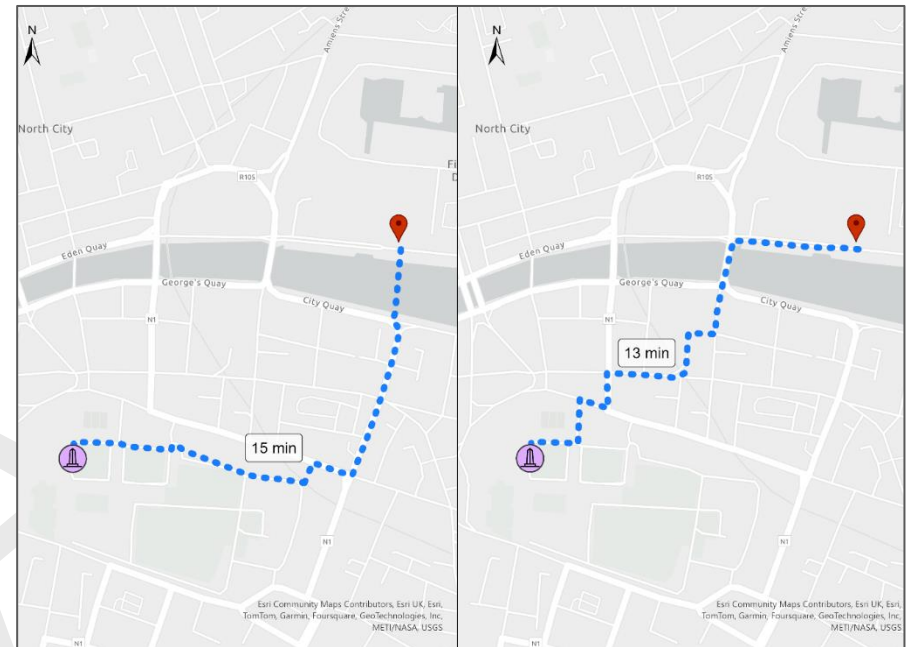 N
Amiens Stre
North City
Fi
D
R105
Eden Quay
George's Quay
City Quay
N1
15 min
N1
Esri Community Maps Contributors, Esri UK, Esri,
TomTom, Garmin, Foursquare, GeoTechnologies, Inc,
METI/NASA, USGS
N1
N
Amiens Stre
North City
R105
Eden Quay
George's Quay
City Quay
N1
13 min
N1
Esri Community Maps Contributors, Esri UK, Esri,
TomTom, Garmin, Foursquare, GeoTechnologies, Inc,
METI/NASA, USGS
N1